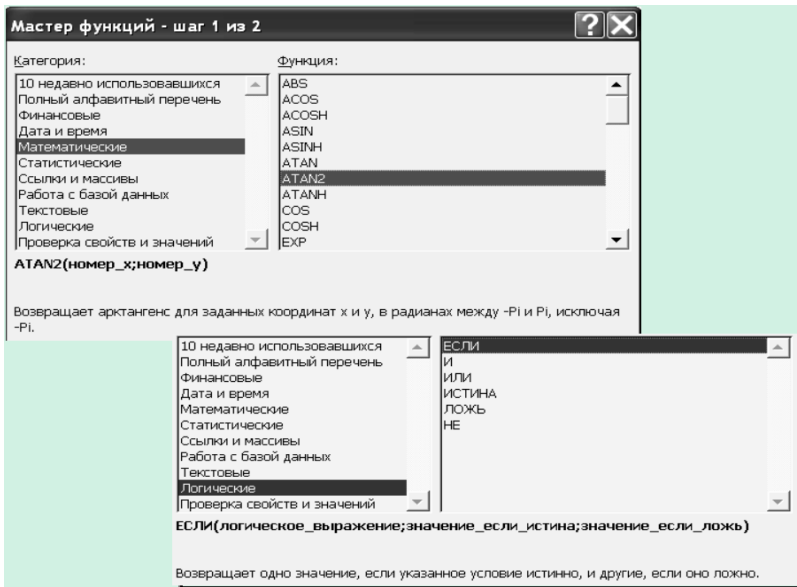 Мастер функций - шаг 1 из 2
Категория:
Функция:
10 недавно использовавшихся
Полный алфавитный перечень
Финансовые
Дата и время
Математические
Статистические
Ссылки и массивы
Работа с базой данных
Текстовые
Логические
Проверка свойств и значений
ABS
ACOS
ACOSH
ASIN
ASINH
ATAN
ATAN2
ATANH
COS
COSH
EXP
ATAN2(номер_x;номер_y)
Возвращает арктангенс для заданных координат x и y, в радианах между -Pi и Pi, исключая
-Pi.
10 недавно использовавшихся
Полный алфавитный перечень
Финансовые
Дата и время
Математические
Статистические
Ссылки и массивы
Работа с базой данных
Текстовые
Логические
Проверка свойств и значений
ЕСЛИ
И
ИЛИ
ИСТИНА
ЛОЖЬ
НЕ
ЕСЛИ(логическое_выражение;значение_если_истина;значение_если_ложь)
Возвращает одно значение, если указанное условие истинно, и другие, если оно ложно.